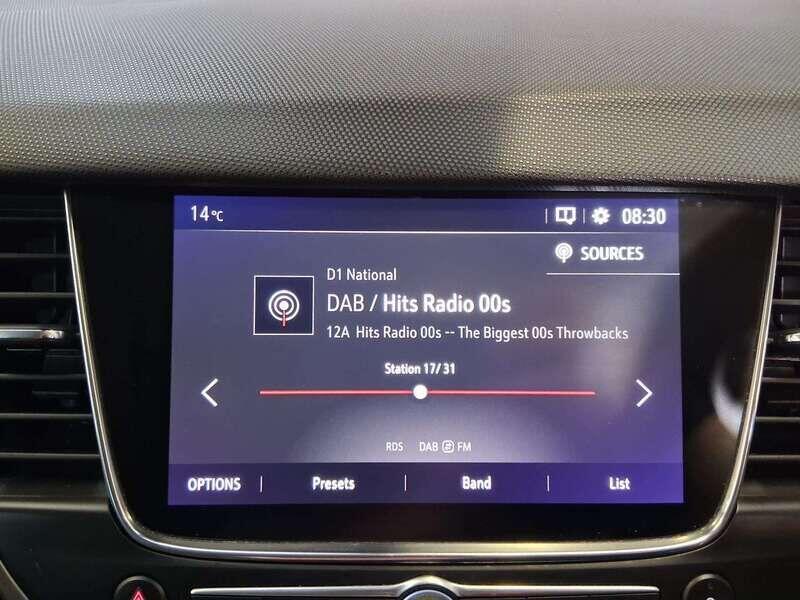 14°C 08:30
SOURCES
D1 National
DAB / Hits Radio 00s
12A Hits Radio 00s -- The Biggest 00s Throwbacks
Station 17/31
RDS DAB FM
OPTIONS Presets Band List